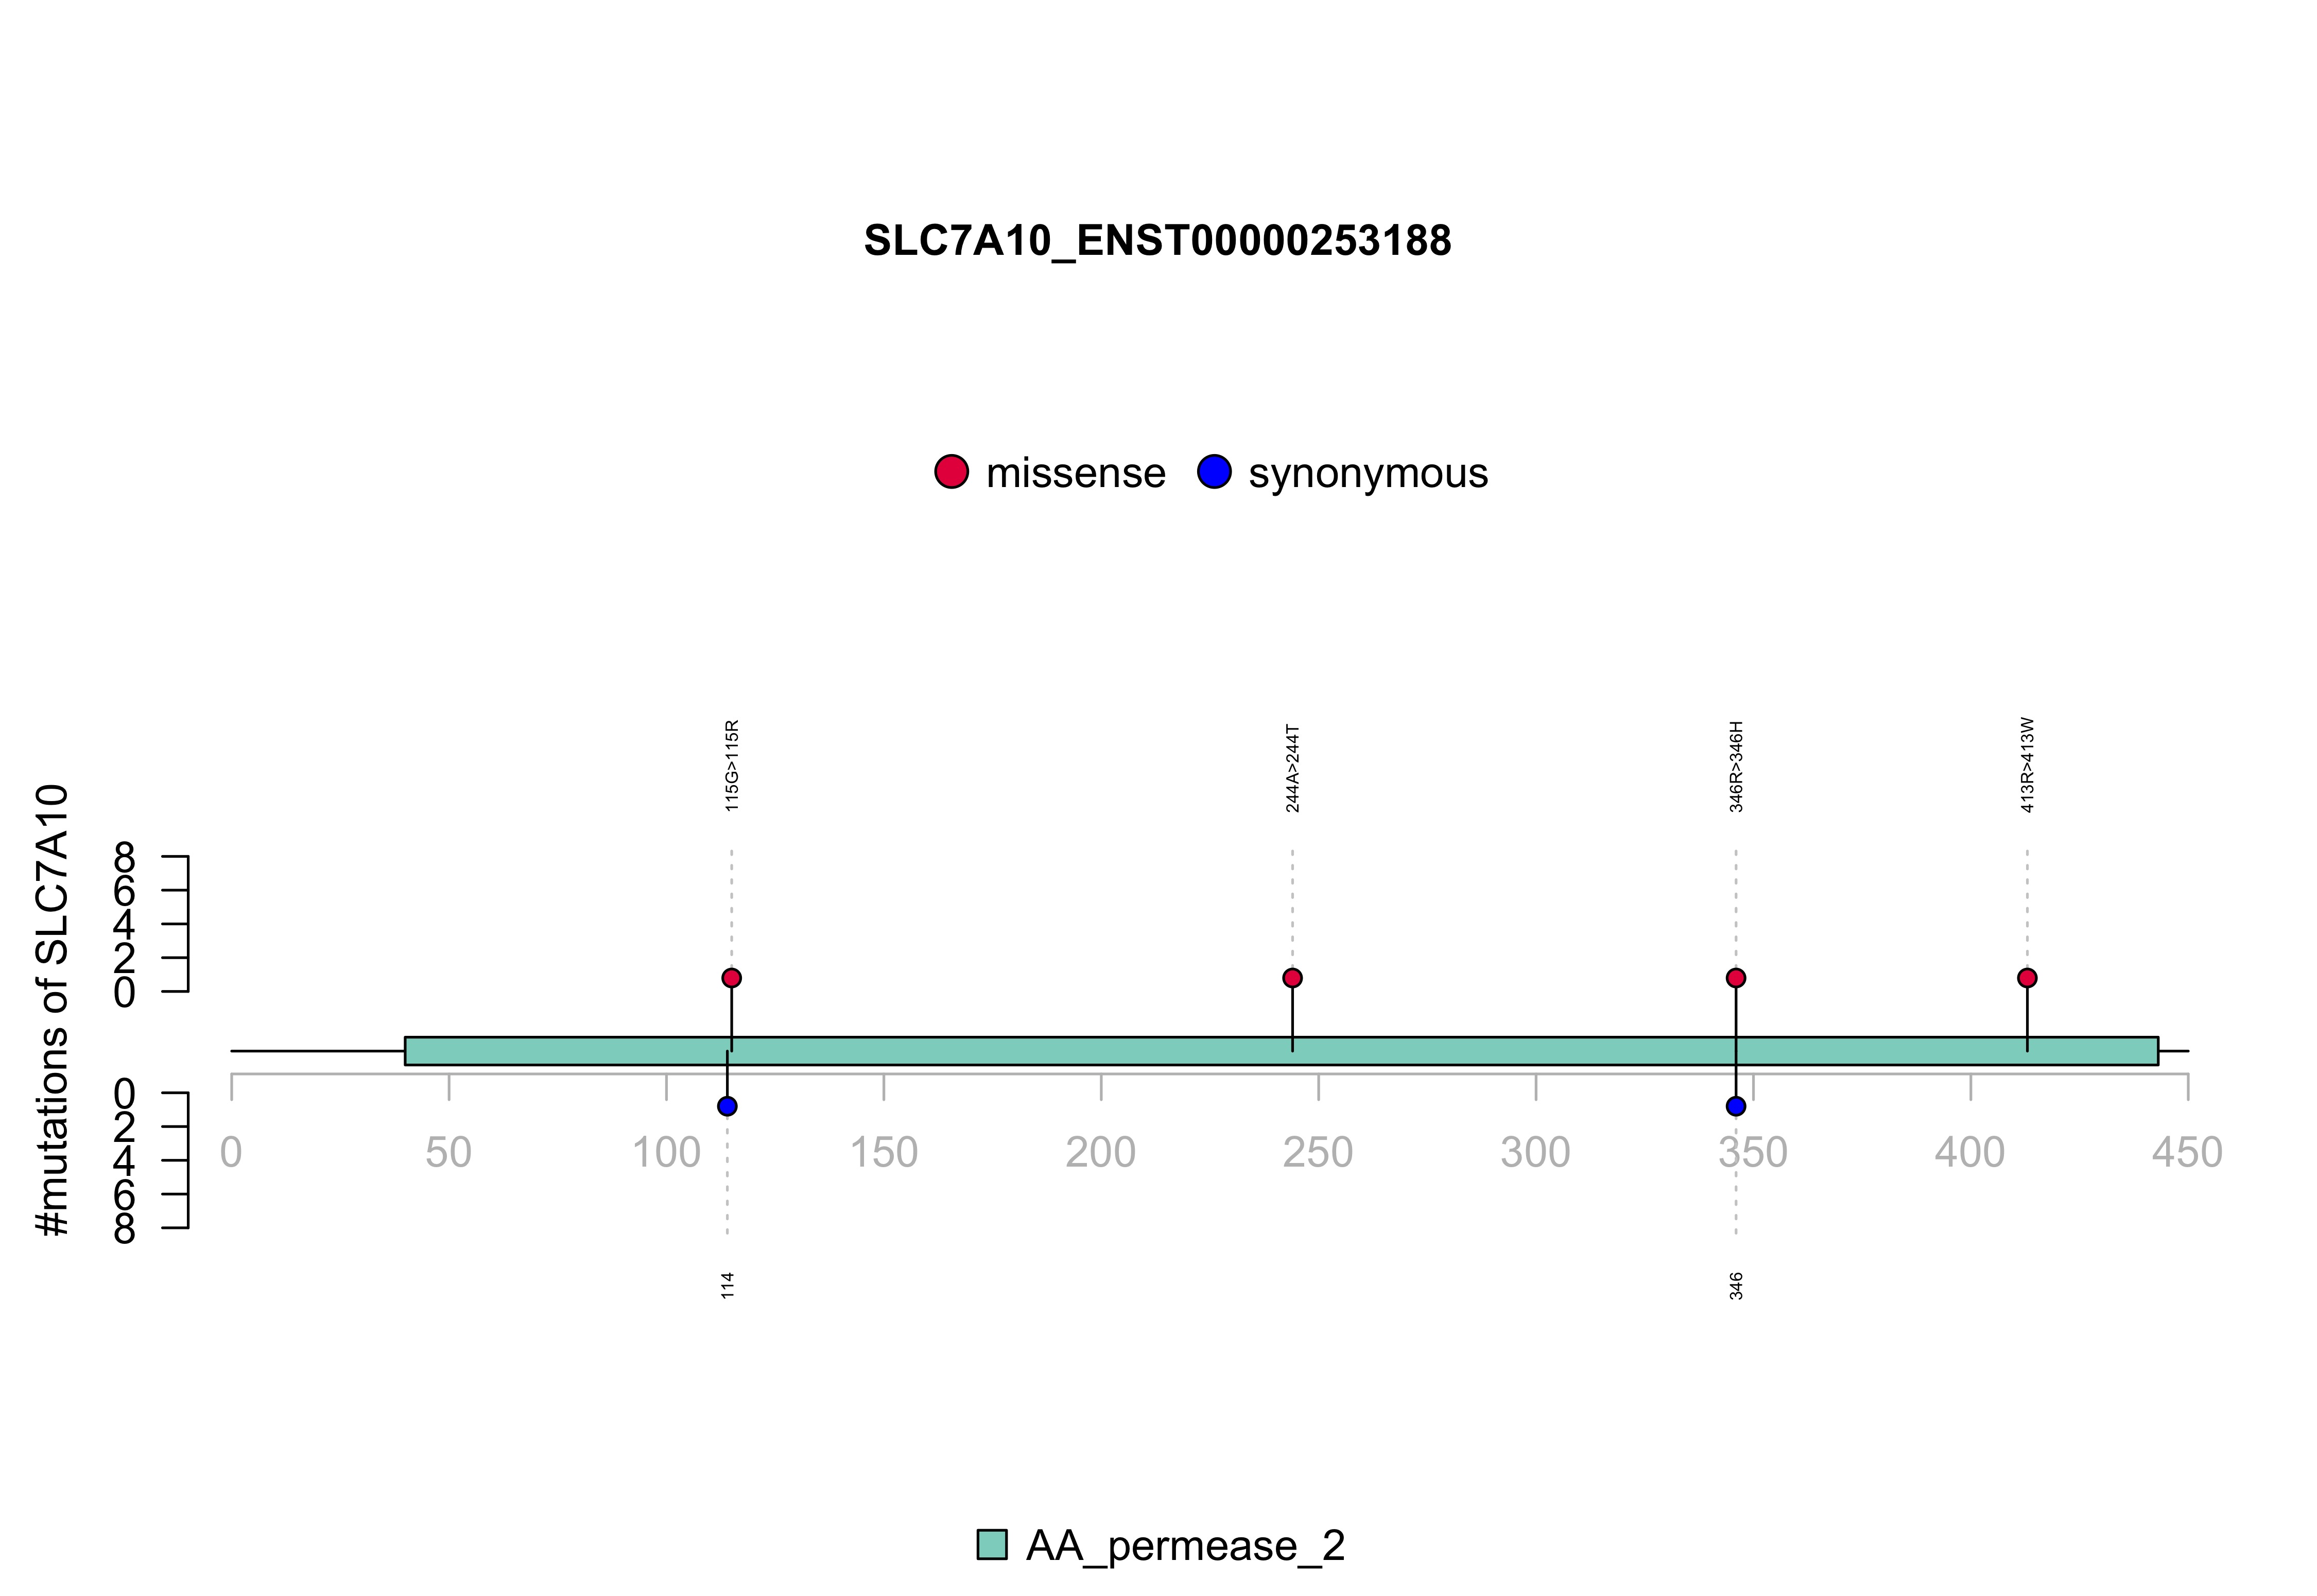 SLC7A10_ENST00000253188
missense
synonymous
115G>115R
244A>244T
346R>346H
413R>413W
#mutations of SLC7A10
8
6
4
2
0
0
2
4
6
8
0
50
100
150
200
250
300
350
400
450
114
346
AA_permease_2